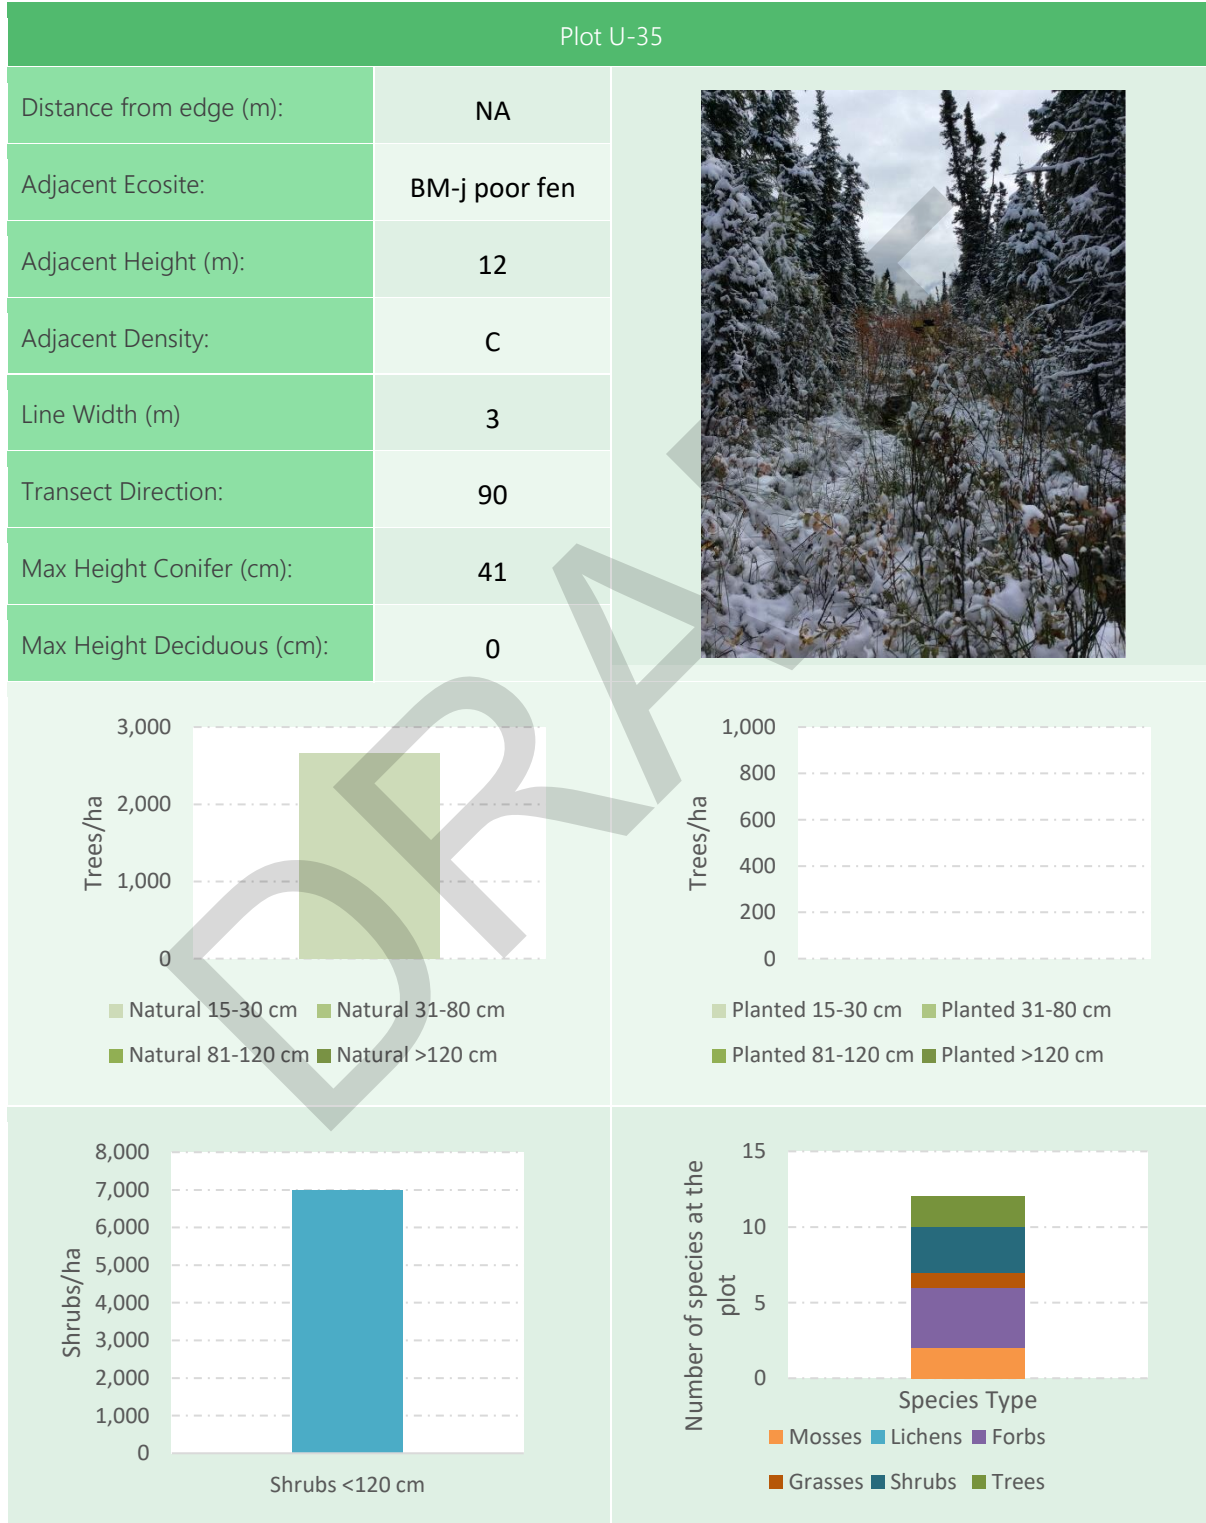 Plot U-35
Distance from edge (m): NA
Adjacent Ecosite: BM-j poor fen
Adjacent Height (m): 12
Adjacent Density: C
Line Width (m) 3
Transect Direction: 90
Max Height Conifer (cm): 41
Max Height Deciduous (cm): 0
Trees/ha
3,000
2,000
1,000
0
Natural 15-30 cm Natural 31-80 cm
Natural 81-120 cm Natural >120 cm
Trees/ha
1,000
800
600
400
200
0
Planted 15-30 cm Planted 31-80 cm
Planted 81-120 cm Planted >120 cm
Shrubs/ha
8,000
7,000
6,000
5,000
4,000
3,000
2,000
1,000
0
Shrubs <120 cm
Number of species at the
plot
15
10
5
0
Species Type
Mosses Lichens Forbs
Grasses Shrubs Trees
DRAFT